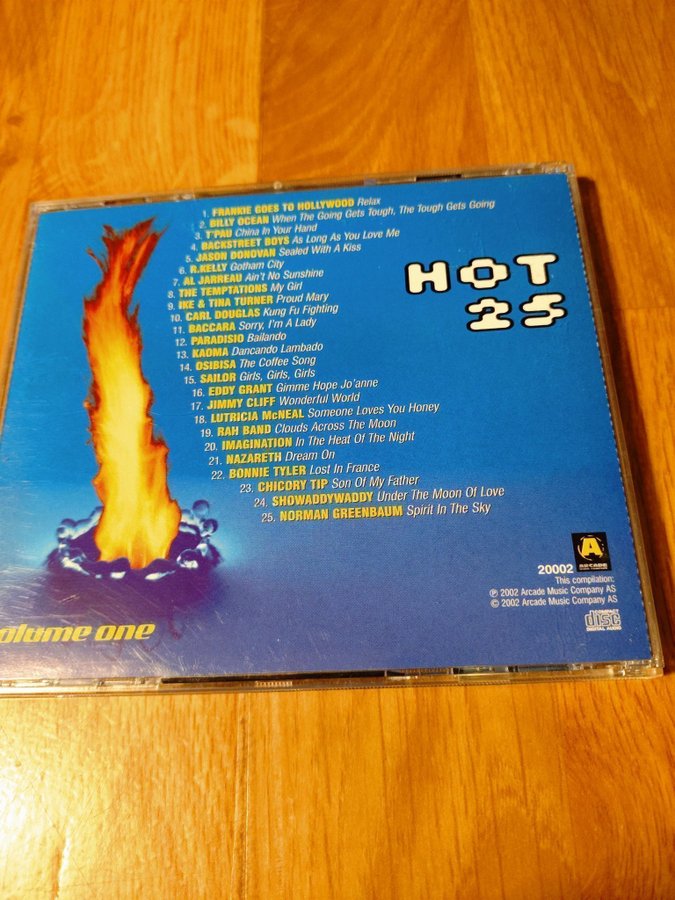 1. FRANKIE GOES TO HOLLYWOOD Relax
2. BILLY OCEAN When The Going Gets Tough, The Tough Gets Going
3. T'PAU China In Your Hand
4. BACKSTREET BOYS As Long As You Love Me
5. JASON DONOVAN Sealed With A Kiss
6. R.KELLY Gotham City
7. AL JARREAU Ain't No Sunshine
8. THE TEMPTATIONS My Girl
9. IKE & TINA TURNER Proud Mary
10. CARL DOUGLAS Kung Fu Fighting
11. BACCARA Sorry, I'm A Lady
12. PARADISIO Bailando
13. KAOMA Dancando Lambado
14. OSIBISA The Coffee Song
15. SAILOR Girls, Girls, Girls
16. EDDY GRANT Gimme Hope Jo'anne
17. JIMMY CLIFF Wonderful World
18. LUTRICIA McNEAL Someone Loves You Honey
19. RAH BAND Clouds Across The Moon
20. IMAGINATION In The Heat Of The Night
21. NAZARETH Dream On
22. BONNIE TYLER Lost In France
23. CHICORY TIP Son Of My Father
24. SHOWADDYWADDY Under The Moon Of Love
25. NORMAN GREENBAUM Spirit In The Sky
HOT
25
olume one
A
ARCADE
20002
This compilation:
℗ 2002 Arcade Music Company AS
© 2002 Arcade Music Company AS
COMPACT
disc
DIGITAL AUDIO